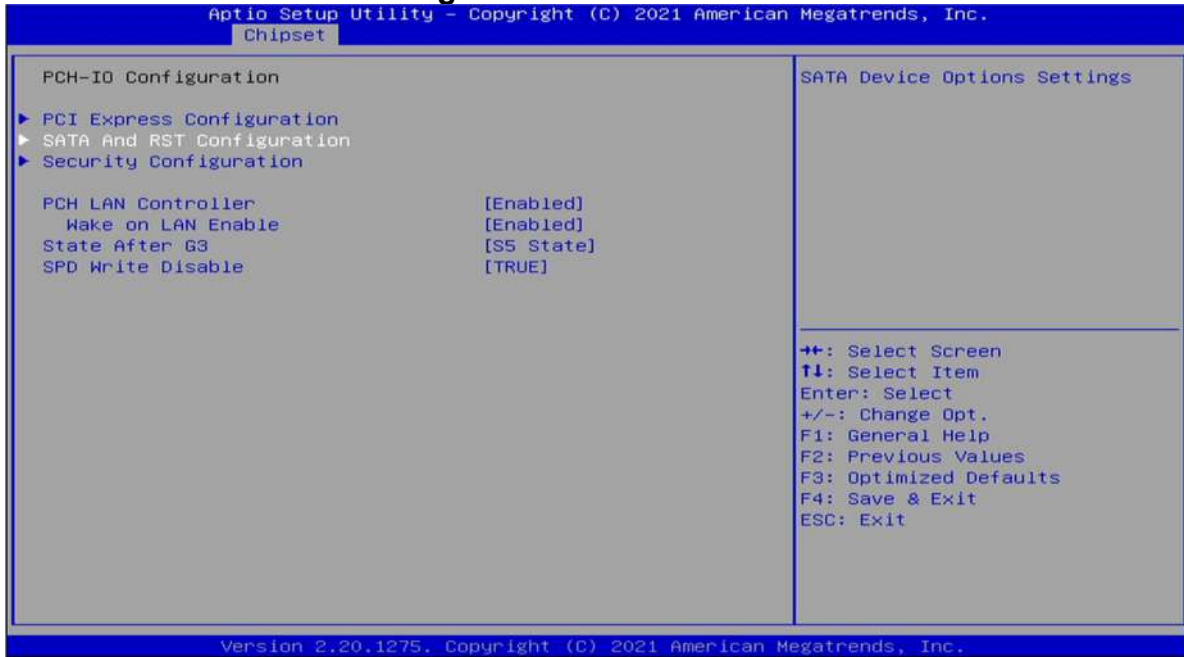 Aptio Setup Utility – Copyright (C) 2021 American Megatrends, Inc.
Chipset
PCH-IO Configuration
► PCI Express Configuration
► SATA And RST Configuration
► Security Configuration
PCH LAN Controller [Enabled]
Wake on LAN Enable [Enabled]
State After G3 [S5 State]
SPD Write Disable [TRUE]
SATA Device Options Settings
→←: Select Screen
↑↓: Select Item
Enter: Select
+/-: Change Opt.
F1: General Help
F2: Previous Values
F3: Optimized Defaults
F4: Save & Exit
ESC: Exit
Version 2.20.1275. Copyright (C) 2021 American Megatrends, Inc.